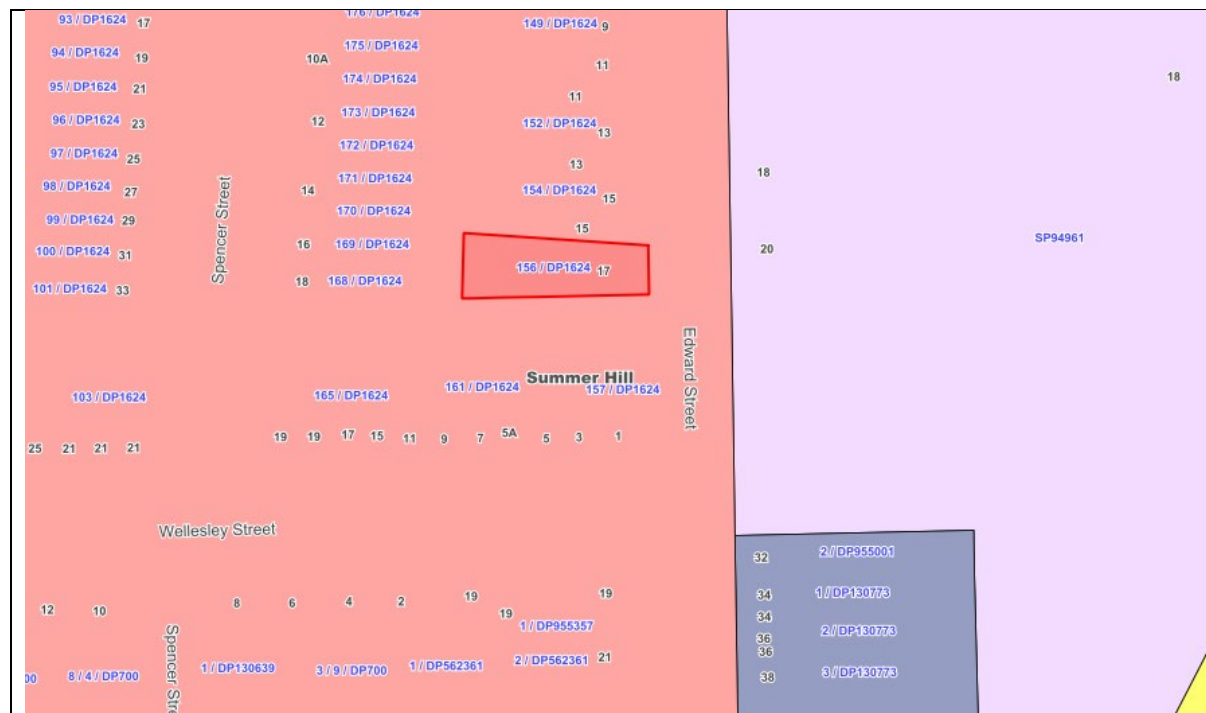 93 / DP1624 17
176 / DP1624
149 / DP1624 9
94 / DP1624 19
10A
175 / DP1624
11
95 / DP1624 21
174 / DP1624
11
18
96 / DP1624 23
12
173 / DP1624
152 / DP1624
13
97 / DP1624 25
172 / DP1624
13
98 / DP1624 27
14
171 / DP1624
154 / DP1624
15
18
99 / DP1624 29
170 / DP1624
15
Spencer Street
100 / DP1624 31
16
169 / DP1624
20
SP94961
101 / DP1624 33
18
168 / DP1624
156 / DP1624 17
Edward Street
Summer Hill
103 / DP1624
165 / DP1624
161 / DP1624
157 / DP1624
25 21 21 21
19 19 17 15 11 9 7 5A 5 3 1
Wellesley Street
32
2 / DP955001
34
1 / DP130773
34
36
2 / DP130773
36
38
3 / DP130773
12 10 8 6 4 2 19 19 19
1 / DP955357
00
8 / 4 / DP700
Spencer Stre
1 / DP130639
3 / 9 / DP700
1 / DP562361
2 / DP562361 21